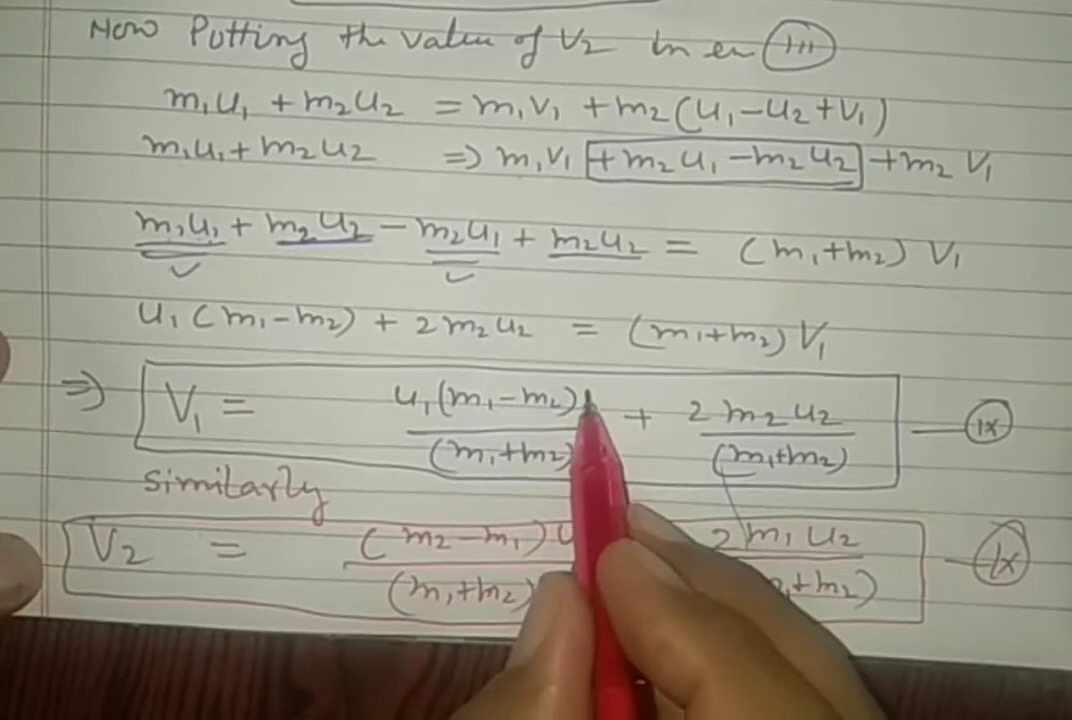 Now Putting the value of V2 in en (iii)
m1u1 + m2u2 = m1v1 + m2(u1-u2+v1)
m1u1 + m2u2 => m1v1 +m2u1 -m2u2 +m2 V1
m1u1 + m2u2 - m2u1 + m2u2 = (m1+m2) V1
u1(m1-m2) + 2m2u2 = (m1+m2) V1
=> V1 = u1(m1-m2) / (m1+m2) + 2m2u2 / (m1+m2) — (ix)
Similarly
V2 = (m2-m1)u / (m1+m2) 2m1u2 / +m2) — (x)